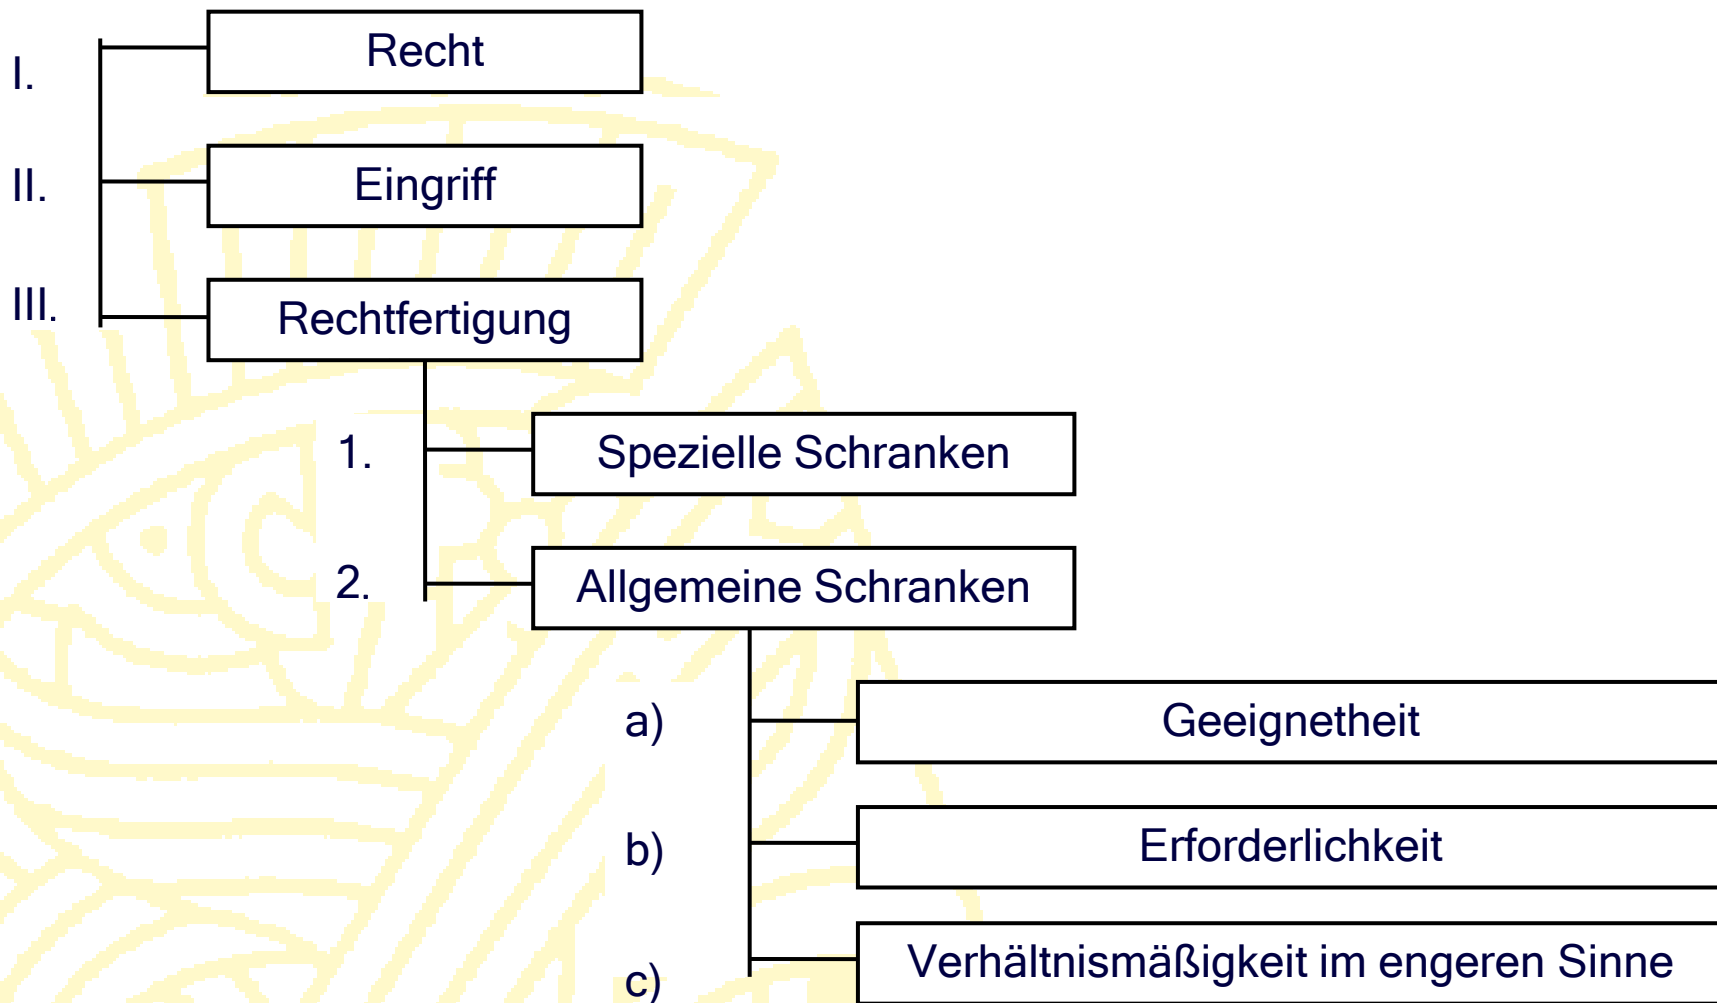 I. Recht
II. Eingriff
III. Rechtfertigung
1. Spezielle Schranken
2. Allgemeine Schranken
a) Geeignetheit
b) Erforderlichkeit
c) Verhältnismäßigkeit im engeren Sinne